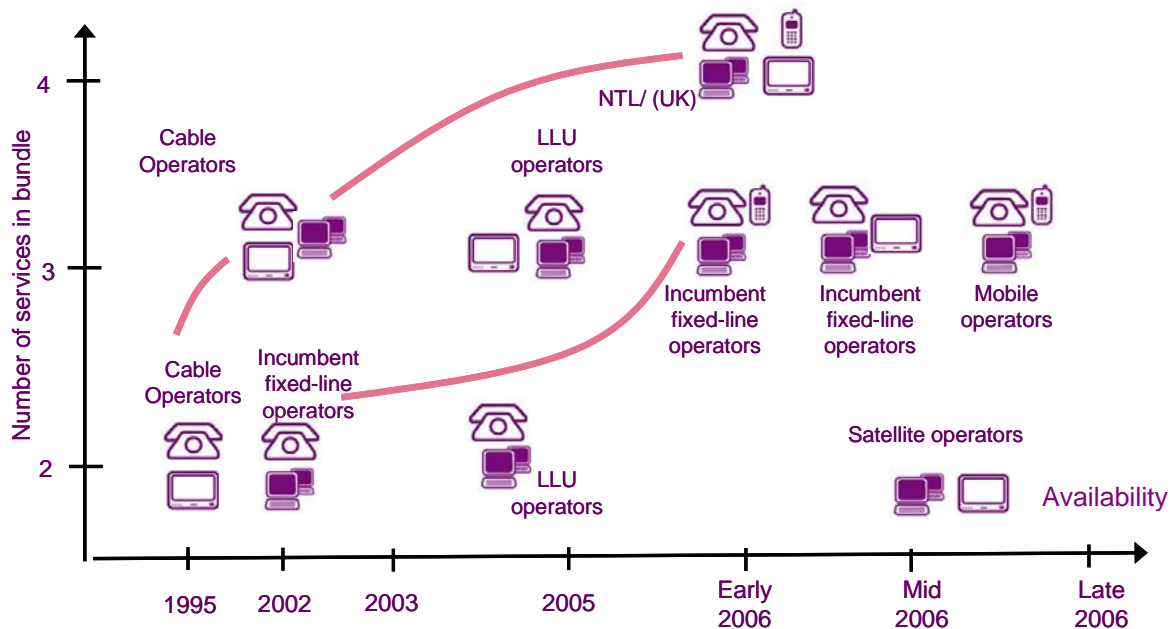 4
NTL/ (UK)
Cable
Operators
LLU
operators
Number of services in bundle
3
Incumbent
fixed-line
operators
Incumbent
fixed-line
operators
Mobile
operators
Cable
Operators
Incumbent
fixed-line
operators
Satellite operators
2
LLU
operators
Availability
1995
2002
2003
2005
Early
2006
Mid
2006
Late
2006